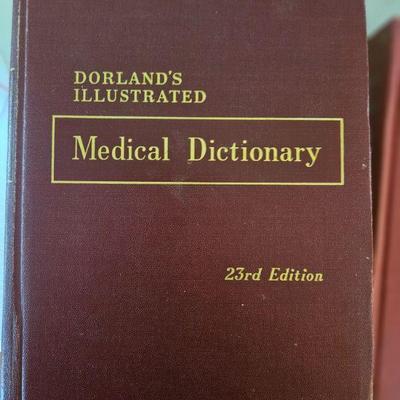 DORLAND'S
ILLUSTRATED
Medical Dictionary
23rd Edition